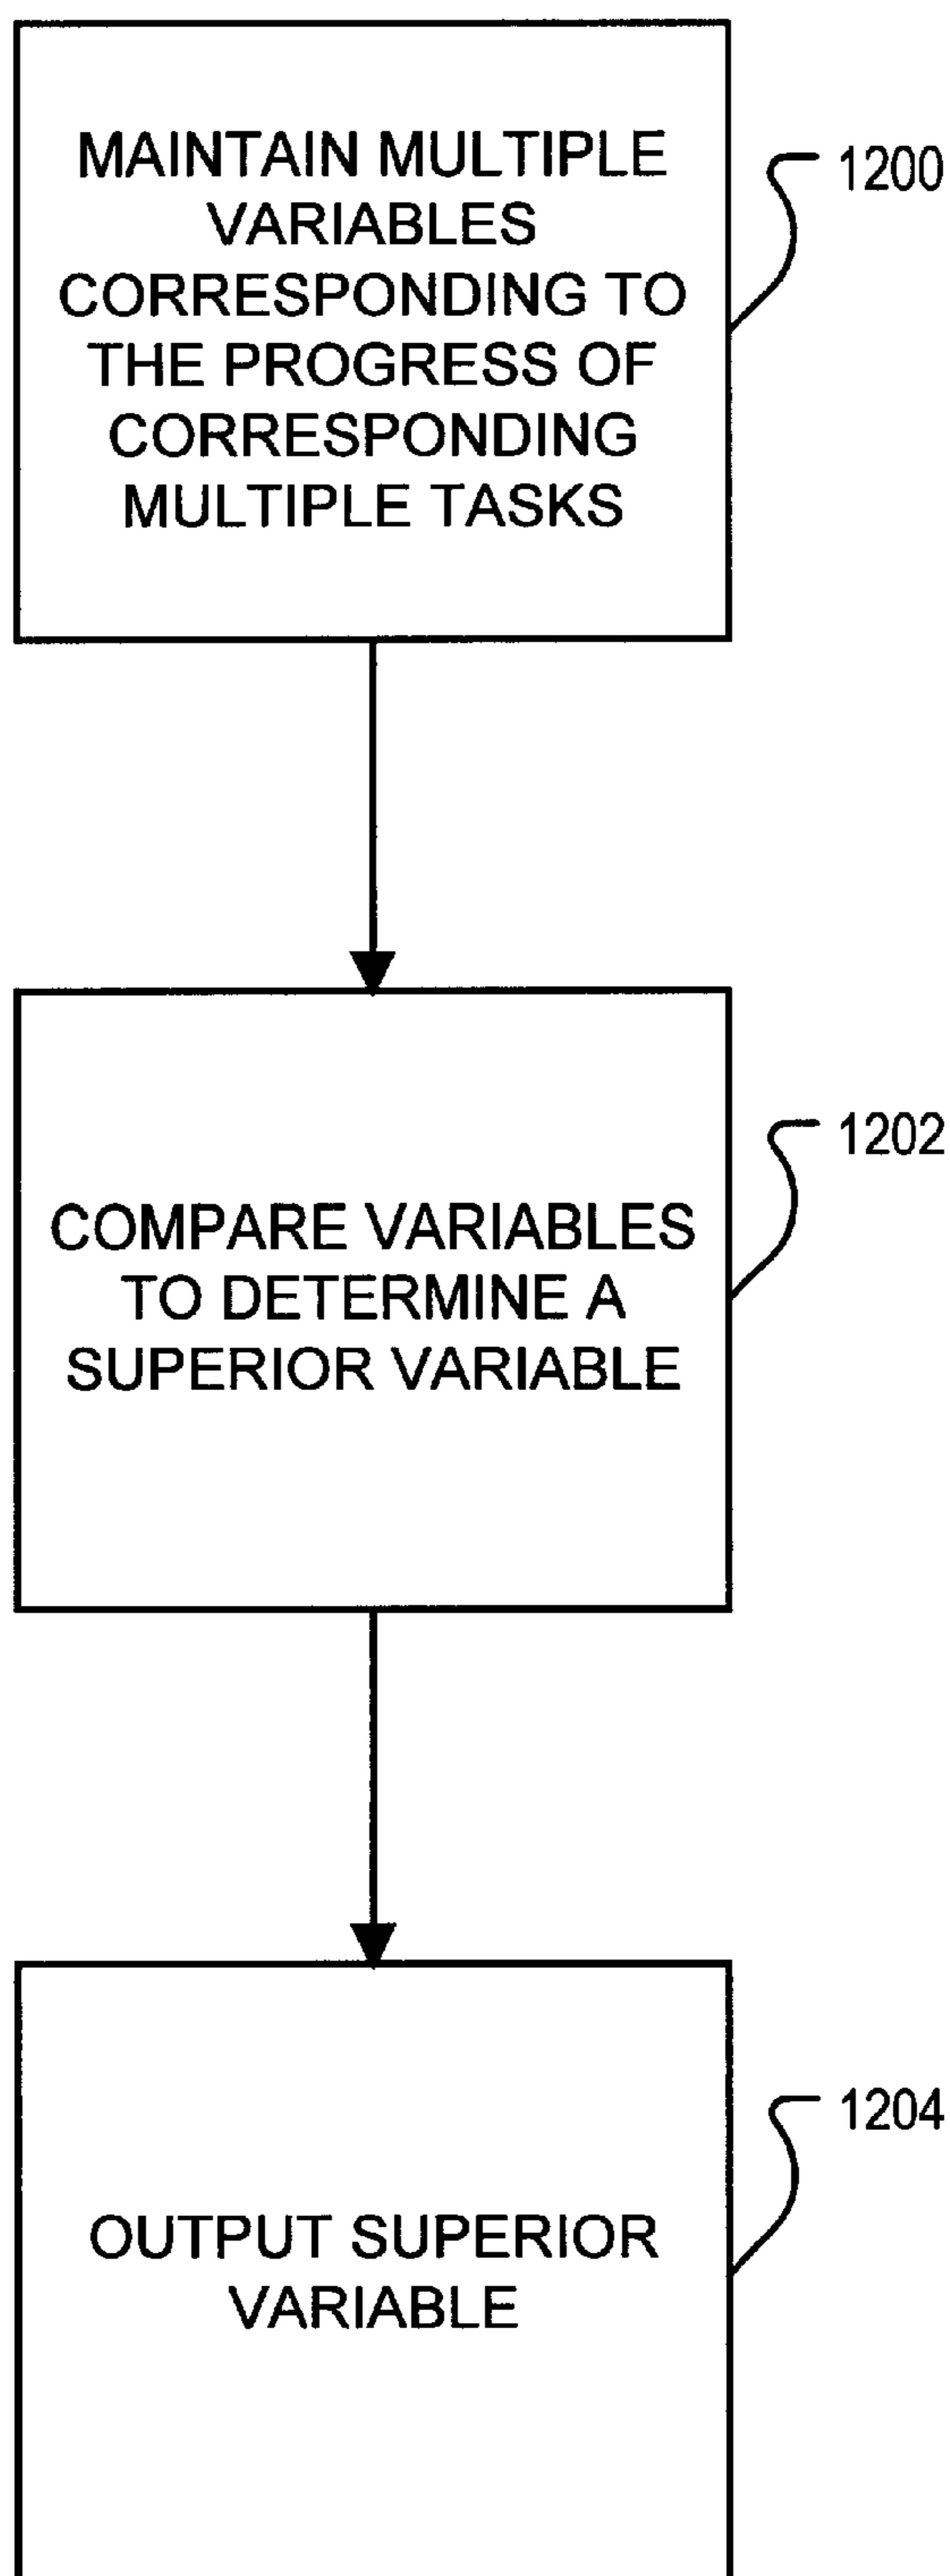 MAINTAIN MULTIPLE
VARIABLES
CORRESPONDING TO
THE PROGRESS OF
CORRESPONDING
MULTIPLE TASKS
1200
COMPARE VARIABLES
TO DETERMINE A
SUPERIOR VARIABLE
1202
OUTPUT SUPERIOR
VARIABLE
1204